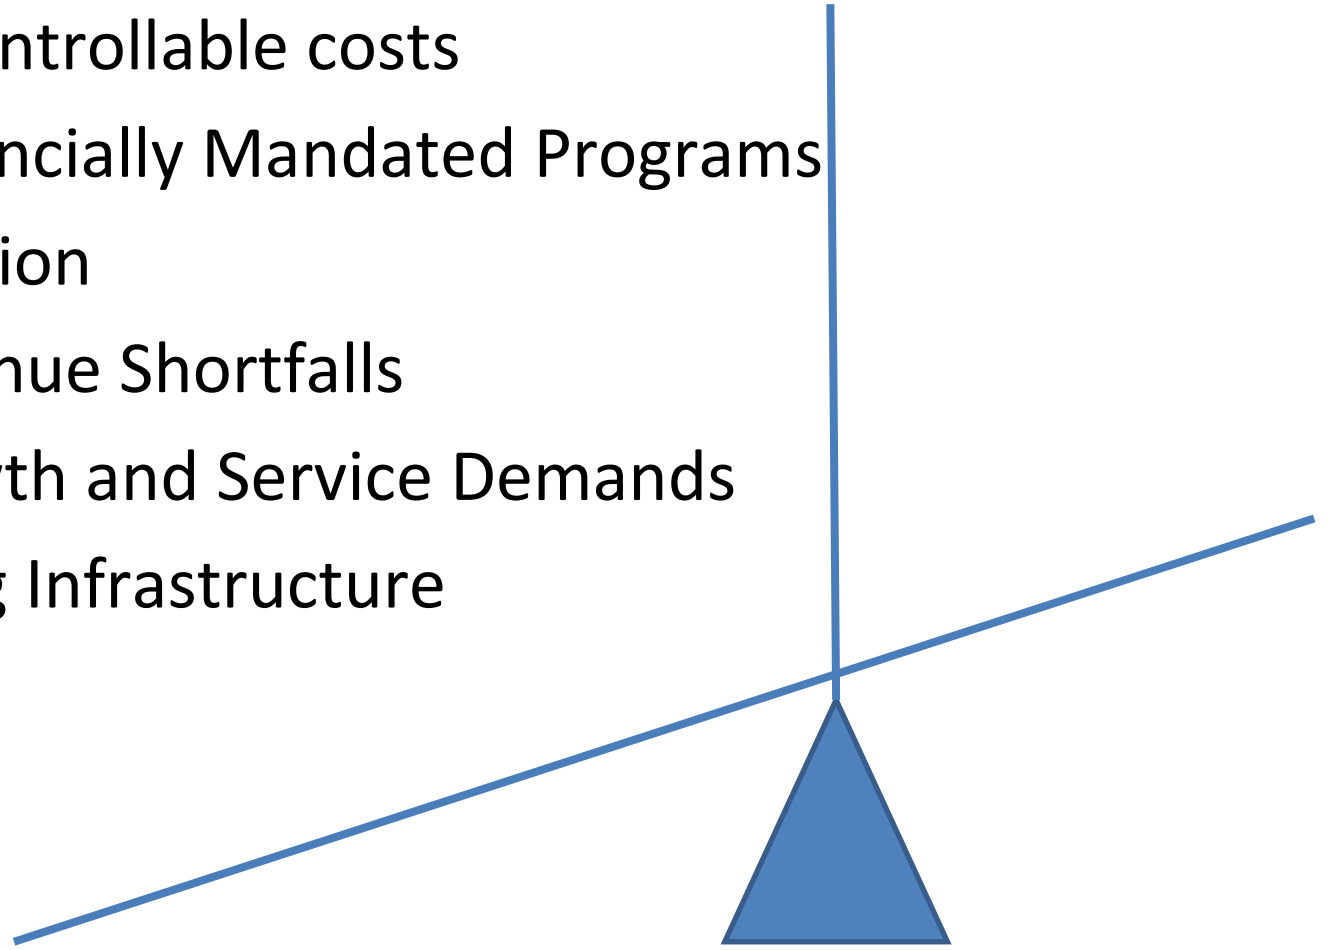 ntrollable costs
ncially Mandated Programs
ion
nue Shortfalls
th and Service Demands
Infrastructure